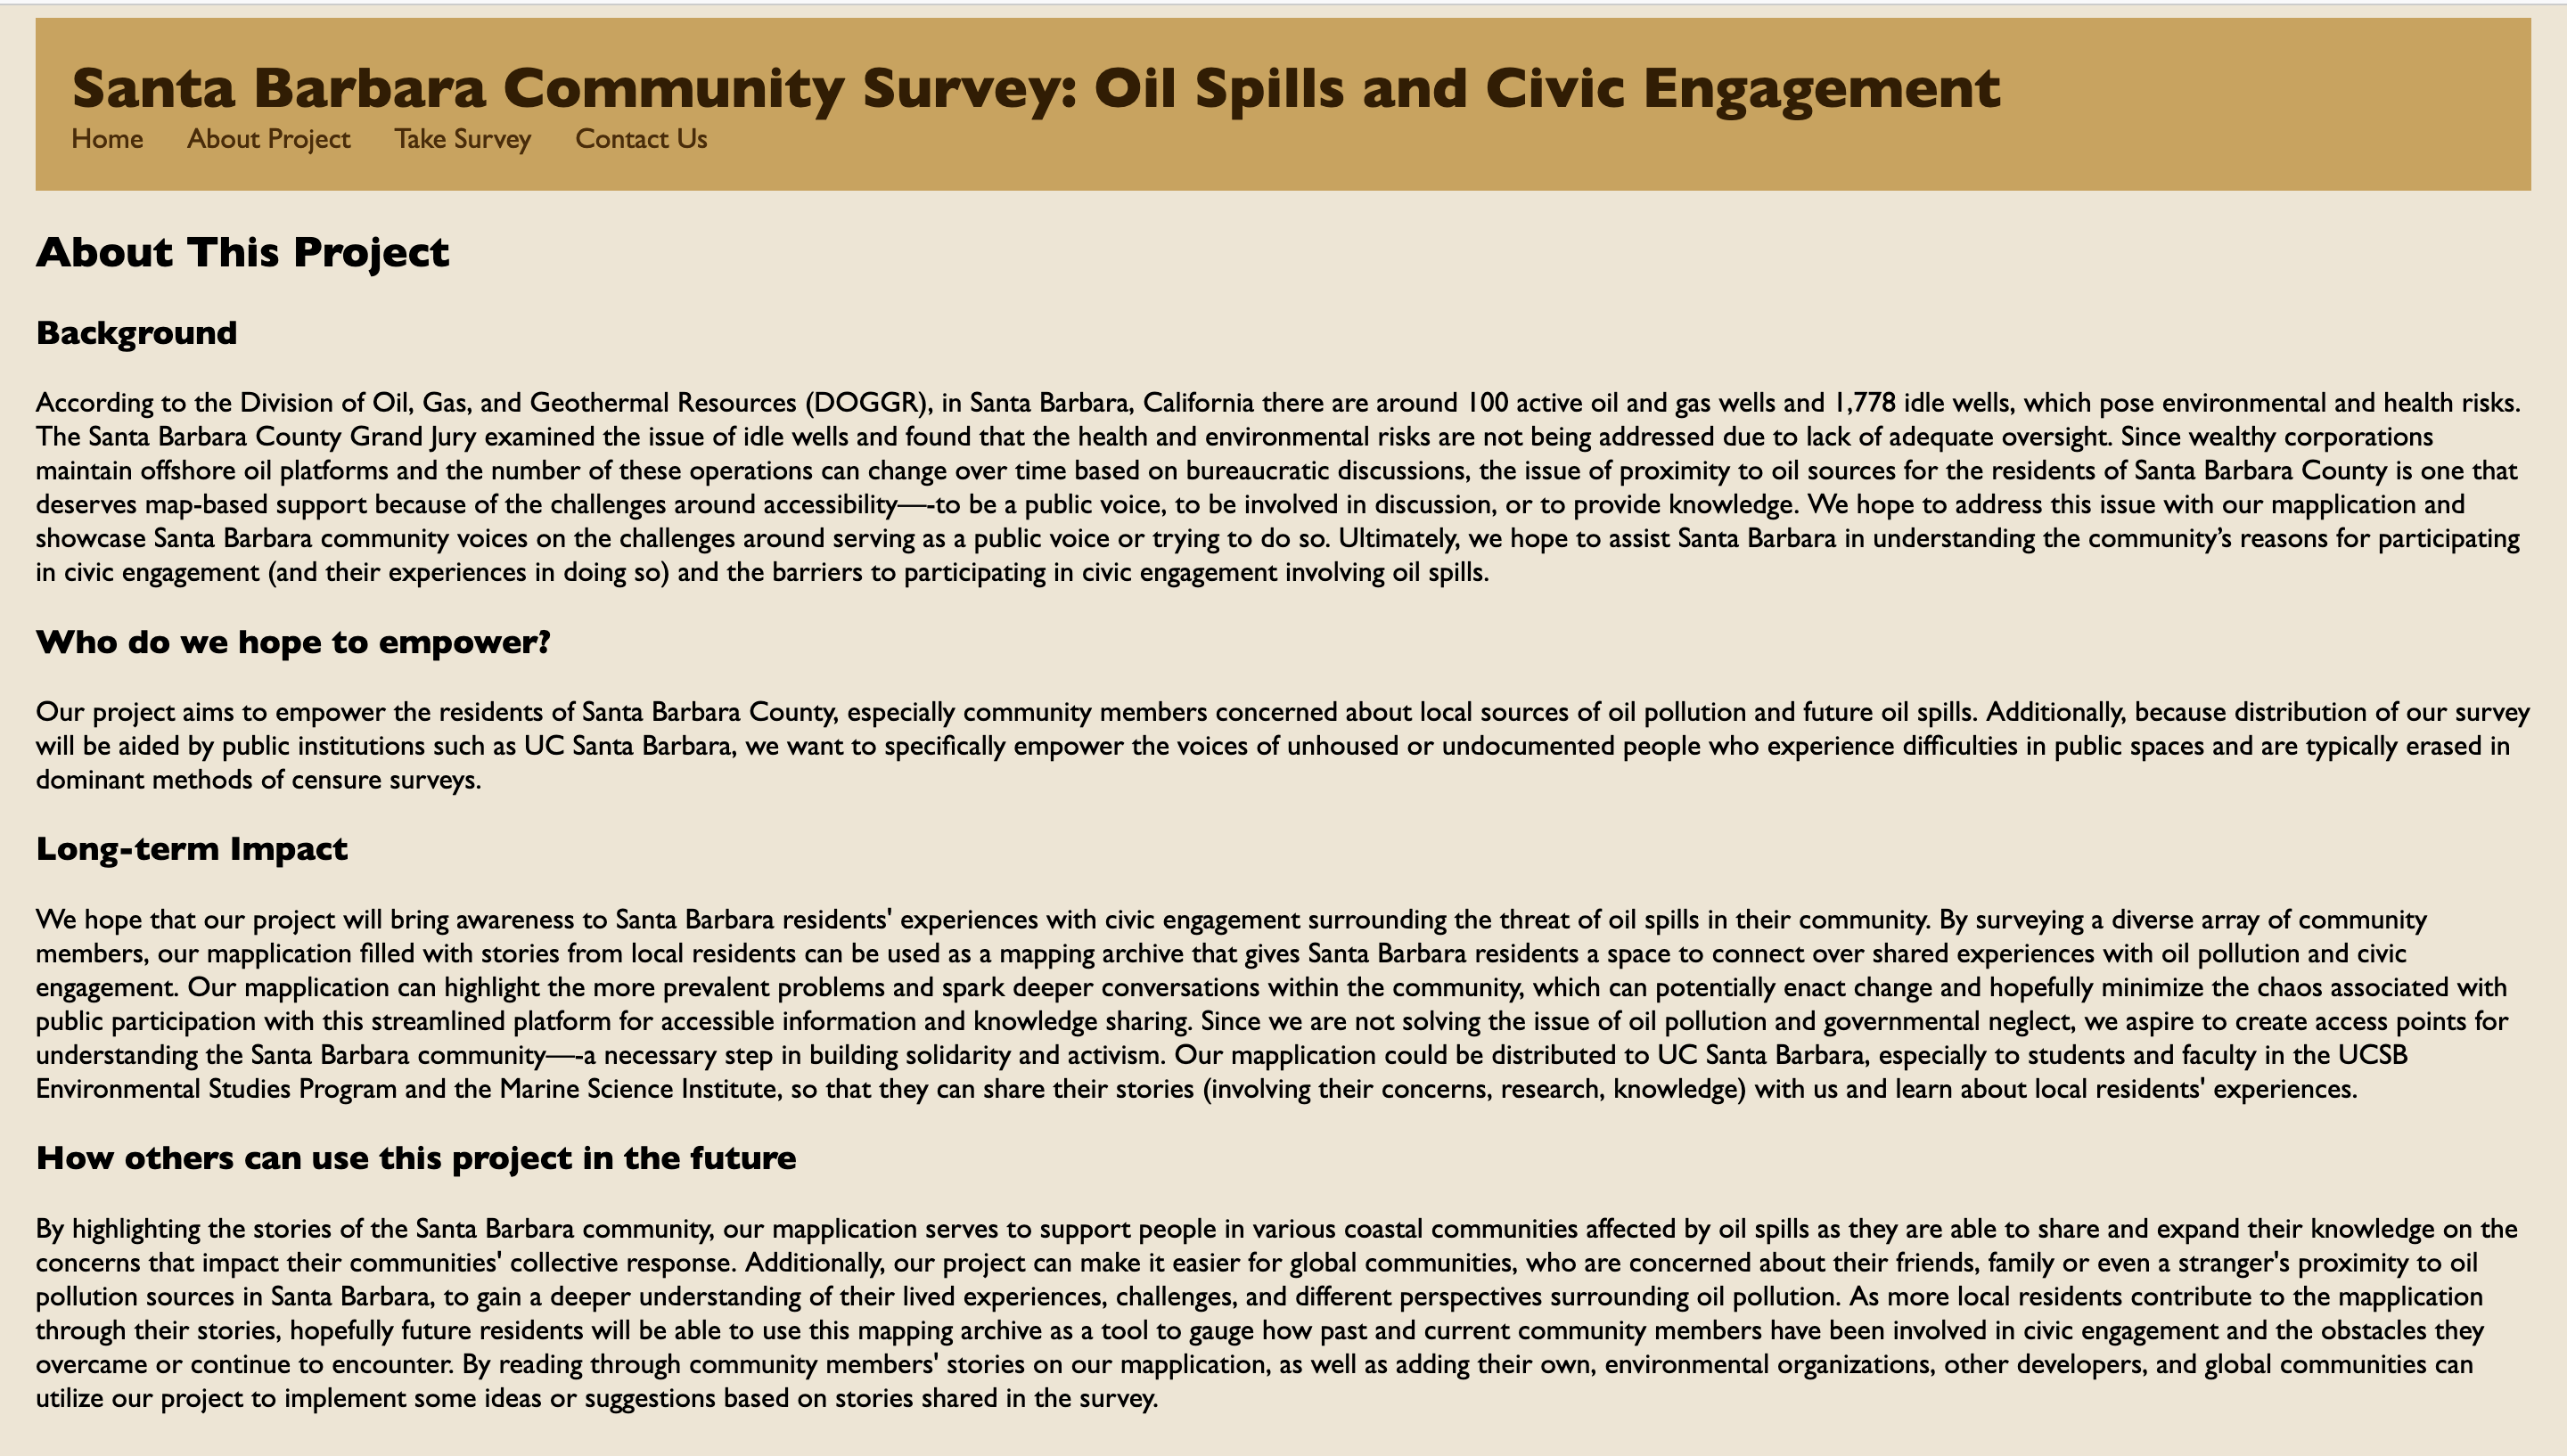 Santa Barbara Community Survey: Oil Spills and Civic Engagement
Home About Project Take Survey Contact Us
About This Project
Background
According to the Division of Oil, Gas, and Geothermal Resources (DOGGR), in Santa Barbara, California there are around 100 active oil and gas wells and 1,778 idle wells, which pose environmental and health risks.
The Santa Barbara County Grand Jury examined the issue of idle wells and found that the health and environmental risks are not being addressed due to lack of adequate oversight. Since wealthy corporations
maintain offshore oil platforms and the number of these operations can change over time based on bureaucratic discussions, the issue of proximity to oil sources for the residents of Santa Barbara County is one that
deserves map-based support because of the challenges around accessibility—-to be a public voice, to be involved in discussion, or to provide knowledge. We hope to address this issue with our mapplication and
showcase Santa Barbara community voices on the challenges around serving as a public voice or trying to do so. Ultimately, we hope to assist Santa Barbara in understanding the community’s reasons for participating
in civic engagement (and their experiences in doing so) and the barriers to participating in civic engagement involving oil spills.
Who do we hope to empower?
Our project aims to empower the residents of Santa Barbara County, especially community members concerned about local sources of oil pollution and future oil spills. Additionally, because distribution of our survey
will be aided by public institutions such as UC Santa Barbara, we want to specifically empower the voices of unhoused or undocumented people who experience difficulties in public spaces and are typically erased in
dominant methods of censure surveys.
Long-term Impact
We hope that our project will bring awareness to Santa Barbara residents' experiences with civic engagement surrounding the threat of oil spills in their community. By surveying a diverse array of community
members, our mapplication filled with stories from local residents can be used as a mapping archive that gives Santa Barbara residents a space to connect over shared experiences with oil pollution and civic
engagement. Our mapplication can highlight the more prevalent problems and spark deeper conversations within the community, which can potentially enact change and hopefully minimize the chaos associated with
public participation with this streamlined platform for accessible information and knowledge sharing. Since we are not solving the issue of oil pollution and governmental neglect, we aspire to create access points for
understanding the Santa Barbara community—-a necessary step in building solidarity and activism. Our mapplication could be distributed to UC Santa Barbara, especially to students and faculty in the UCSB
Environmental Studies Program and the Marine Science Institute, so that they can share their stories (involving their concerns, research, knowledge) with us and learn about local residents' experiences.
How others can use this project in the future
By highlighting the stories of the Santa Barbara community, our mapplication serves to support people in various coastal communities affected by oil spills as they are able to share and expand their knowledge on the
concerns that impact their communities' collective response. Additionally, our project can make it easier for global communities, who are concerned about their friends, family or even a stranger's proximity to oil
pollution sources in Santa Barbara, to gain a deeper understanding of their lived experiences, challenges, and different perspectives surrounding oil pollution. As more local residents contribute to the mapplication
through their stories, hopefully future residents will be able to use this mapping archive as a tool to gauge how past and current community members have been involved in civic engagement and the obstacles they
overcame or continue to encounter. By reading through community members' stories on our mapplication, as well as adding their own, environmental organizations, other developers, and global communities can
utilize our project to implement some ideas or suggestions based on stories shared in the survey.